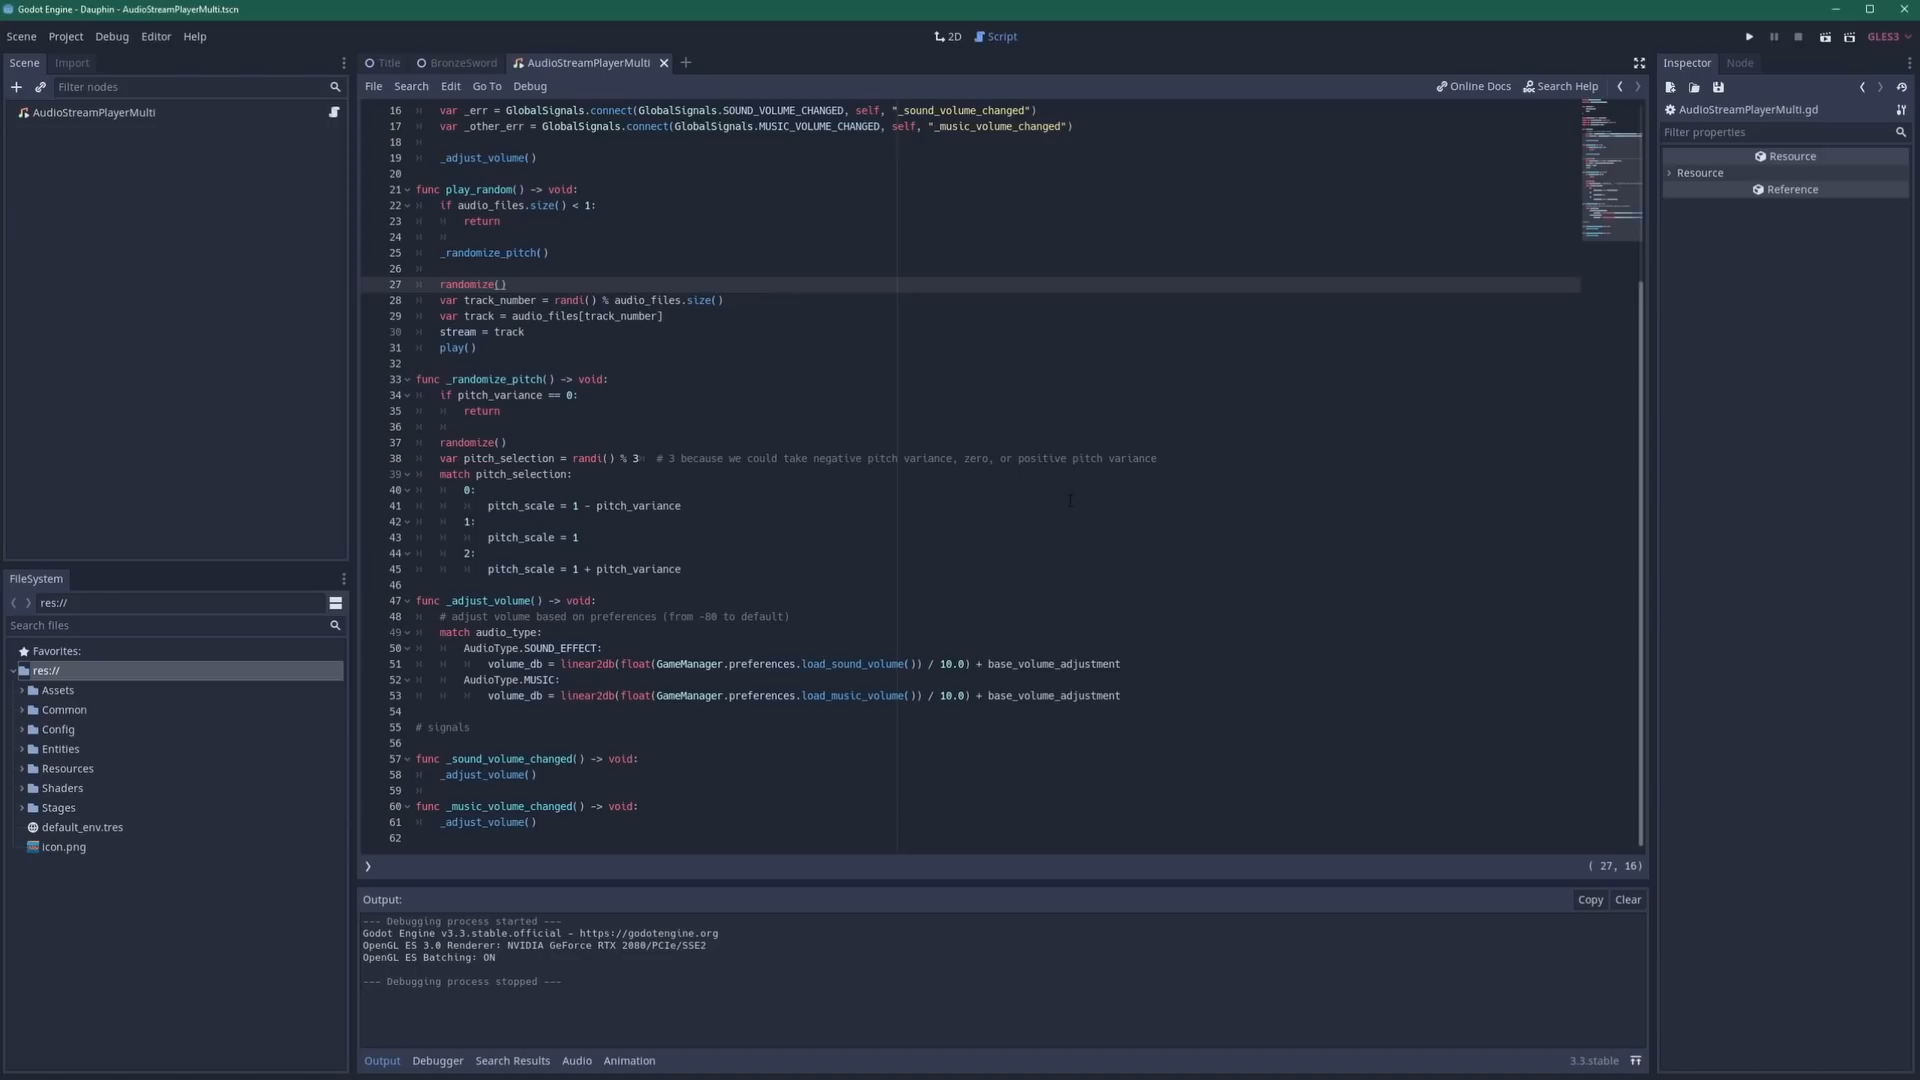 Godot Engine - Dauphin - AudioStreamPlayerMulti.tscn
Scene Project Debug Editor Help
2D Script
GLES3
Scene Import
Filter nodes
AudioStreamPlayerMulti
FileSystem
res://
Search files
Favorites:
res://
Assets
Common
Config
Entities
Resources
Shaders
Stages
default_env.tres
icon.png
Title BronzeSword AudioStreamPlayerMulti
File Search Edit Go To Debug
Online Docs Search Help
16 var _err = GlobalSignals.connect(GlobalSignals.SOUND_VOLUME_CHANGED, self, "_sound_volume_changed")
17 var _other_err = GlobalSignals.connect(GlobalSignals.MUSIC_VOLUME_CHANGED, self, "_music_volume_changed")
18
19 _adjust_volume()
20
21 func play_random() -> void:
22 if audio_files.size() < 1:
23 return
24
25 _randomize_pitch()
26
27 randomize()
28 var track_number = randi() % audio_files.size()
29 var track = audio_files[track_number]
30 stream = track
31 play()
32
33 func _randomize_pitch() -> void:
34 if pitch_variance == 0:
35 return
36
37 randomize()
38 var pitch_selection = randi() % 3 # 3 because we could take negative pitch variance, zero, or positive pitch variance
39 match pitch_selection:
40 0:
41 pitch_scale = 1 - pitch_variance
42 1:
43 pitch_scale = 1
44 2:
45 pitch_scale = 1 + pitch_variance
46
47 func _adjust_volume() -> void:
48 # adjust volume based on preferences (from -80 to default)
49 match audio_type:
50 AudioType.SOUND_EFFECT:
51 volume_db = linear2db(float(GameManager.preferences.load_sound_volume()) / 10.0) + base_volume_adjustment
52 AudioType.MUSIC:
53 volume_db = linear2db(float(GameManager.preferences.load_music_volume()) / 10.0) + base_volume_adjustment
54
55 # signals
56
57 func _sound_volume_changed() -> void:
58 _adjust_volume()
59
60 func _music_volume_changed() -> void:
61 _adjust_volume()
62
( 27, 16)
Output:
Copy Clear
--- Debugging process started ---
Godot Engine v3.3.stable.official - https://godotengine.org
OpenGL ES 3.0 Renderer: NVIDIA GeForce RTX 2080/PCIe/SSE2
OpenGL ES Batching: ON
--- Debugging process stopped ---
Output Debugger Search Results Audio Animation
3.3.stable
Inspector Node
AudioStreamPlayerMulti.gd
Filter properties
Resource
Resource
Reference